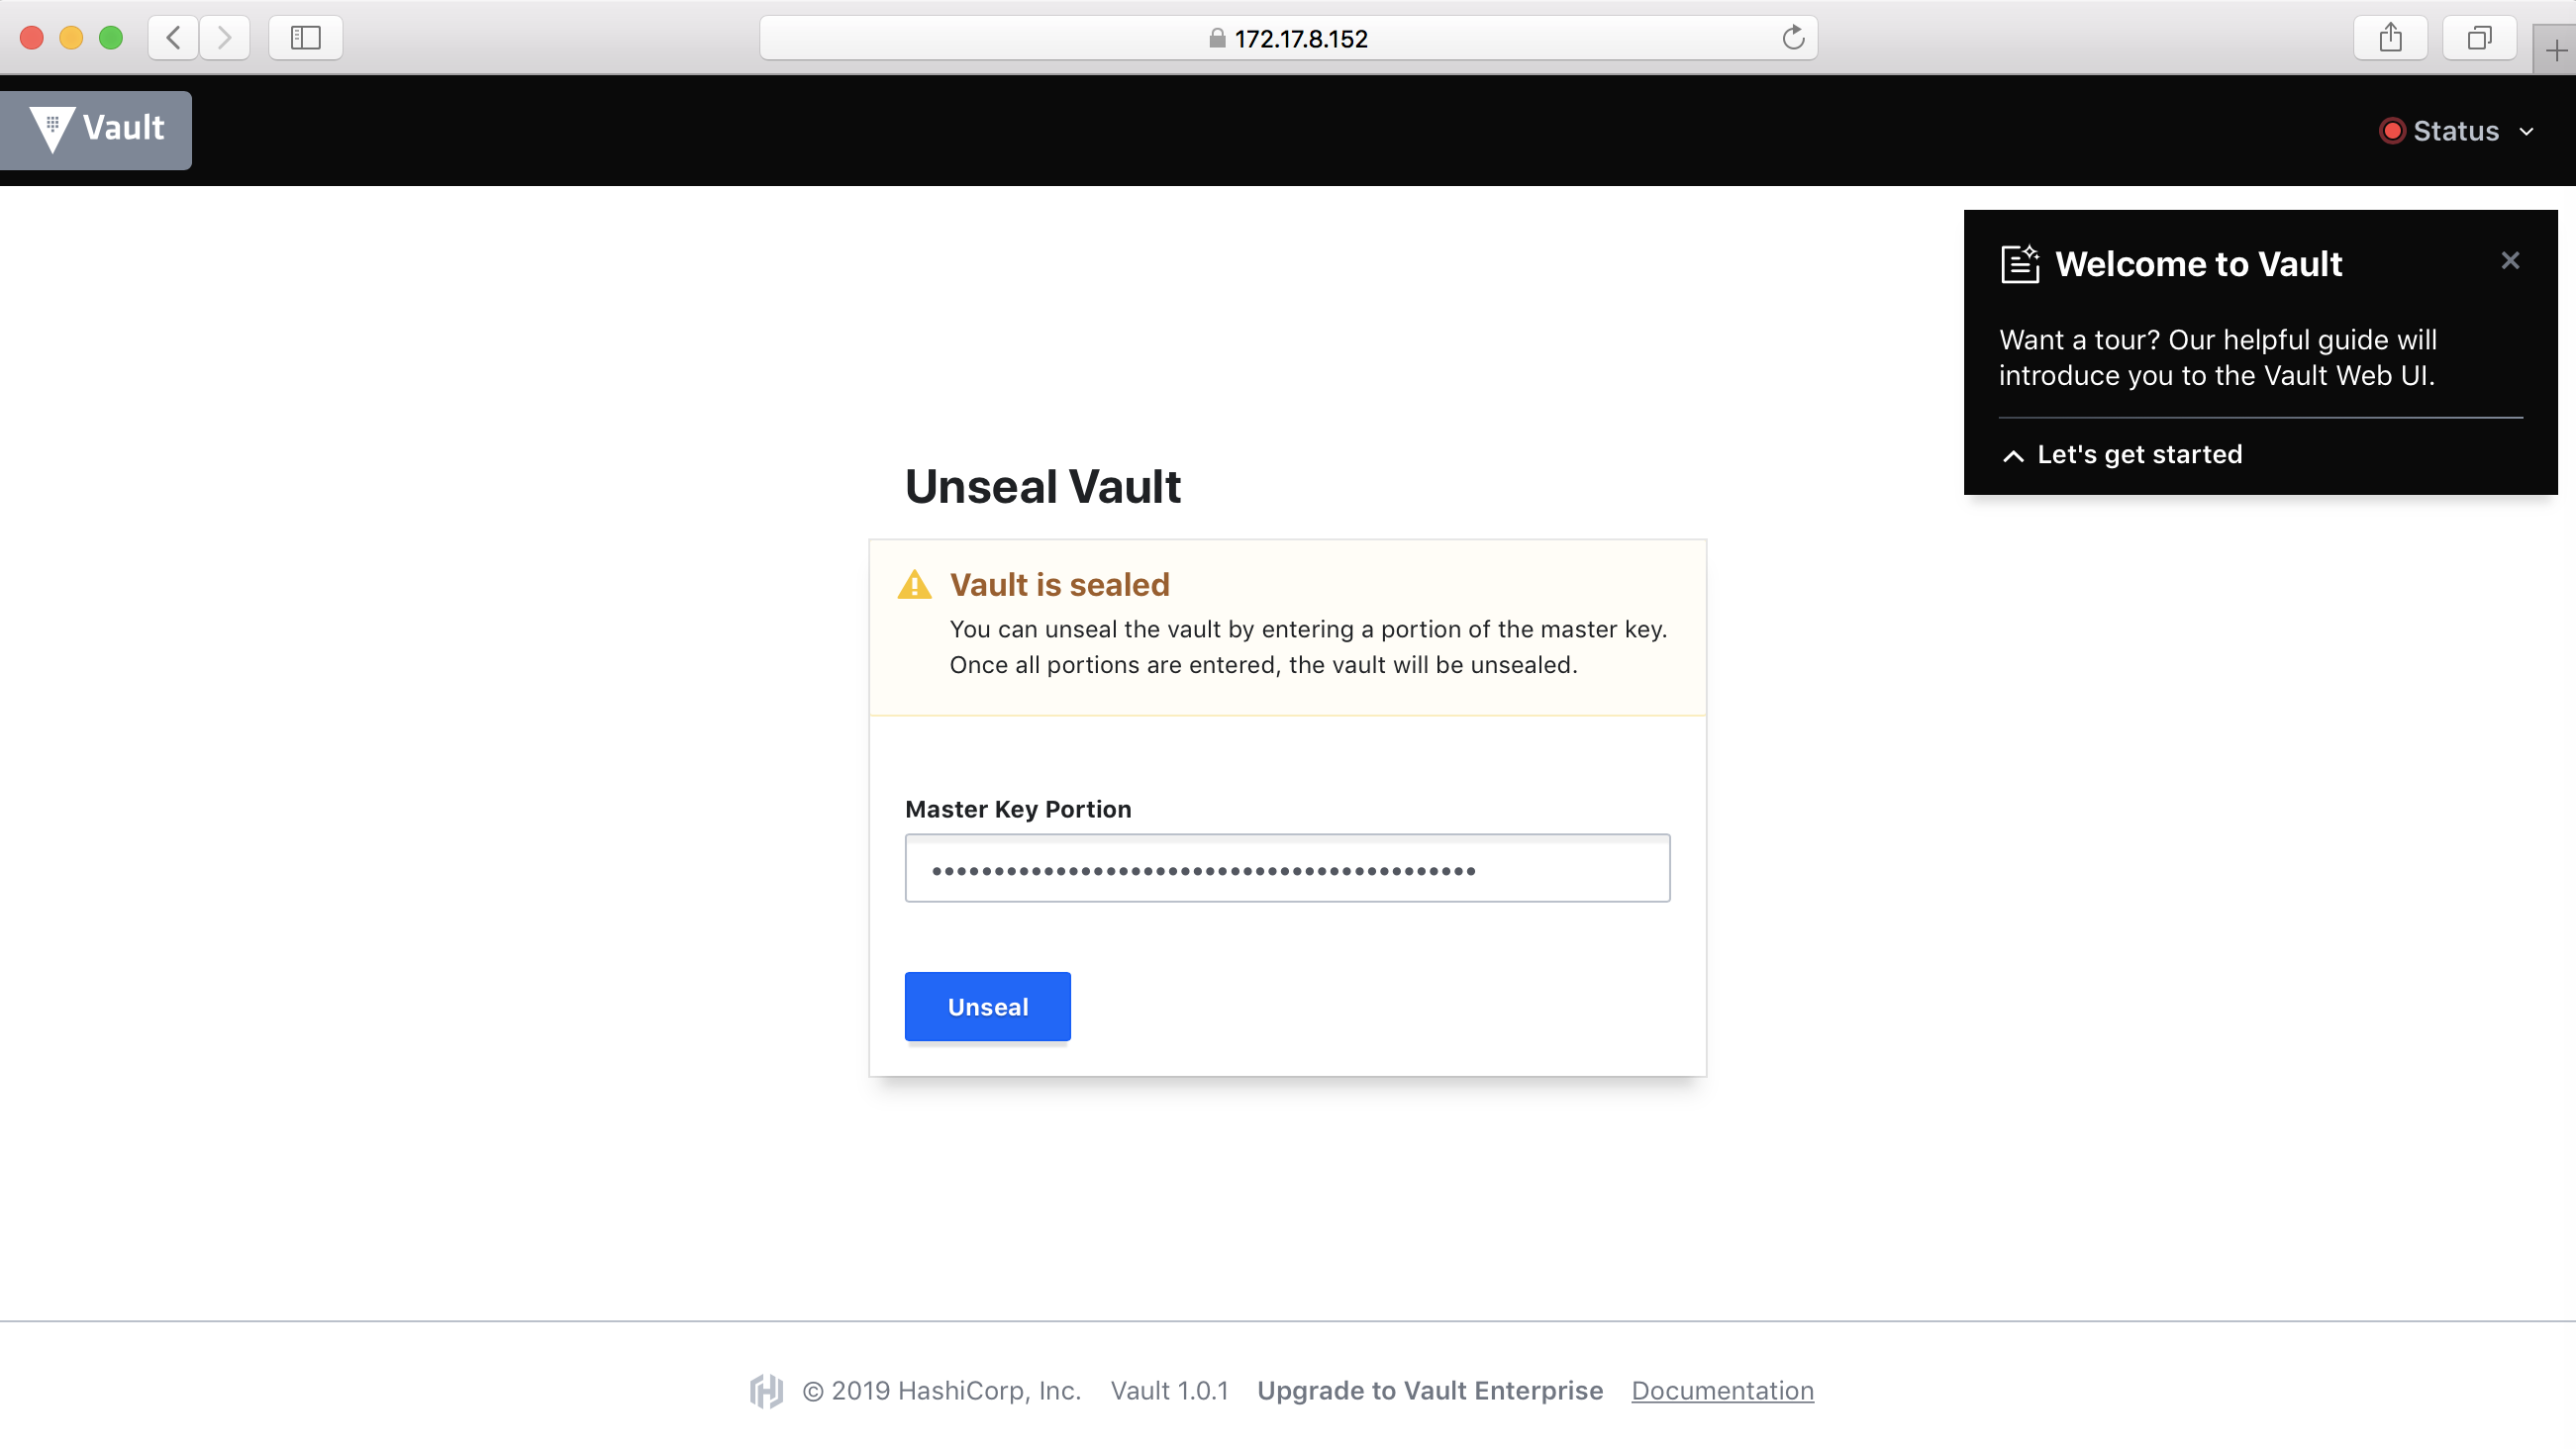 172.17.8.152
Vault
Status
Welcome to Vault
Want a tour? Our helpful guide will
introduce you to the Vault Web UI.
Let's get started
Unseal Vault
Vault is sealed
You can unseal the vault by entering a portion of the master key.
Once all portions are entered, the vault will be unsealed.
Master Key Portion
••••••••••••••••••••••••••••••••••••••••••••
Unseal
© 2019 HashiCorp, Inc. Vault 1.0.1 Upgrade to Vault Enterprise Documentation